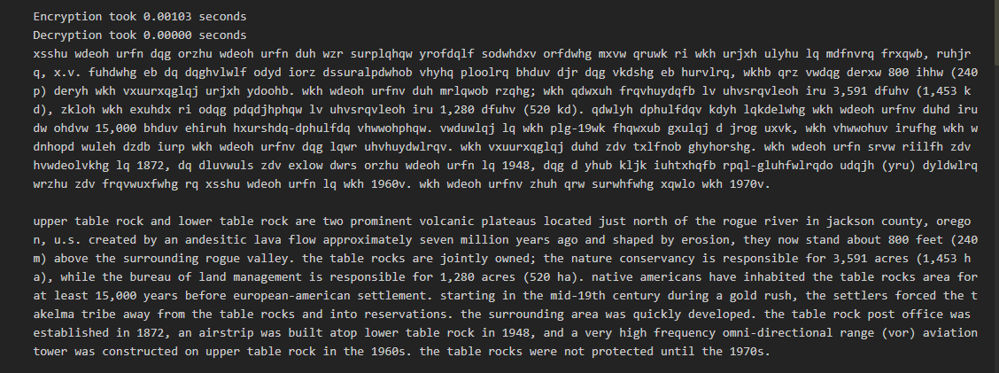 Encryption took 0.00103 seconds
Decryption took 0.00000 seconds
xsshu wdeoh urfn dqg orzhu wdeoh urfn duh wzr surplqhqw yrofdqlf sodwhdxv orfdwhg mxvw qruwk ri wkh urjxh ulyhu lq mdfnvrq frxqwb, ruhjr
q, x.v. fuhdwhg eb dq dqghvlwlf odyd iorz dssuralpdwhob vhyhq ploolrq bhduv djr dqg vkdshg eb hurvlrq, wkhb qrz vwdqg derxw 800 ihhw (240
p) deryh wkh vxuurxqglqj urjxh ydoohb. wkh wdeoh urfnv duh mrlqwob rzqhg; wkh qdwxuh frqvhuydqfb lv uhvsrqvleoh iru 3,591 dfuhv (1,453 k
d), zkloh wkh exuhdx ri odqg pdqdjhphqw lv uhvsrqvleoh iru 1,280 dfuhv (520 kd). qdwlyh dphulfdqv kdyh lqkdelwhg wkh wdeoh urfnv duhd iru
dw ohdvw 15,000 bhduv ehiruh hxurshdq-dphulfdq vhwwohphqw. vwduwlqj lq wkh plg-19wk fhqwxub gxulqj d jrog uxvk, wkh vhwwohuv irufhg wkh w
dnhopd wuleh dzdb iurp wkh wdeoh urfnv dqg lqwr uhvhuydwlrqv. wkh vxuurxqglqj duhd zdv txlfnob ghyhorshg. wkh wdeoh urfn srvw riilfh zdv
hvwdeolvkhg lq 1872, dq dluvwuls zdv exlow dwrs orzhu wdeoh urfn lq 1948, dqg d yhub kljk iuhtxhqfb rpql-gluhfwlrqdo udqjh (yru) dyldwlrq
wrzhu zdv frqvwuxfwhg rq xsshu wdeoh urfn lq wkh 1960v. wkh wdeoh urfnv zhuh qrw surwhfwhg xqwlo wkh 1970v.
upper table rock and lower table rock are two prominent volcanic plateaus located just north of the rogue river in jackson county, orego
n, u.s. created by an andesitic lava flow approximately seven million years ago and shaped by erosion, they now stand about 800 feet (240
m) above the surrounding rogue valley. the table rocks are jointly owned; the nature conservancy is responsible for 3,591 acres (1,453 h
a), while the bureau of land management is responsible for 1,280 acres (520 ha). native americans have inhabited the table rocks area for
at least 15,000 years before european-american settlement. starting in the mid-19th century during a gold rush, the settlers forced the t
akelma tribe away from the table rocks and into reservations. the surrounding area was quickly developed. the table rock post office was
established in 1872, an airstrip was built atop lower table rock in 1948, and a very high frequency omni-directional range (vor) aviation
tower was constructed on upper table rock in the 1960s. the table rocks were not protected until the 1970s.